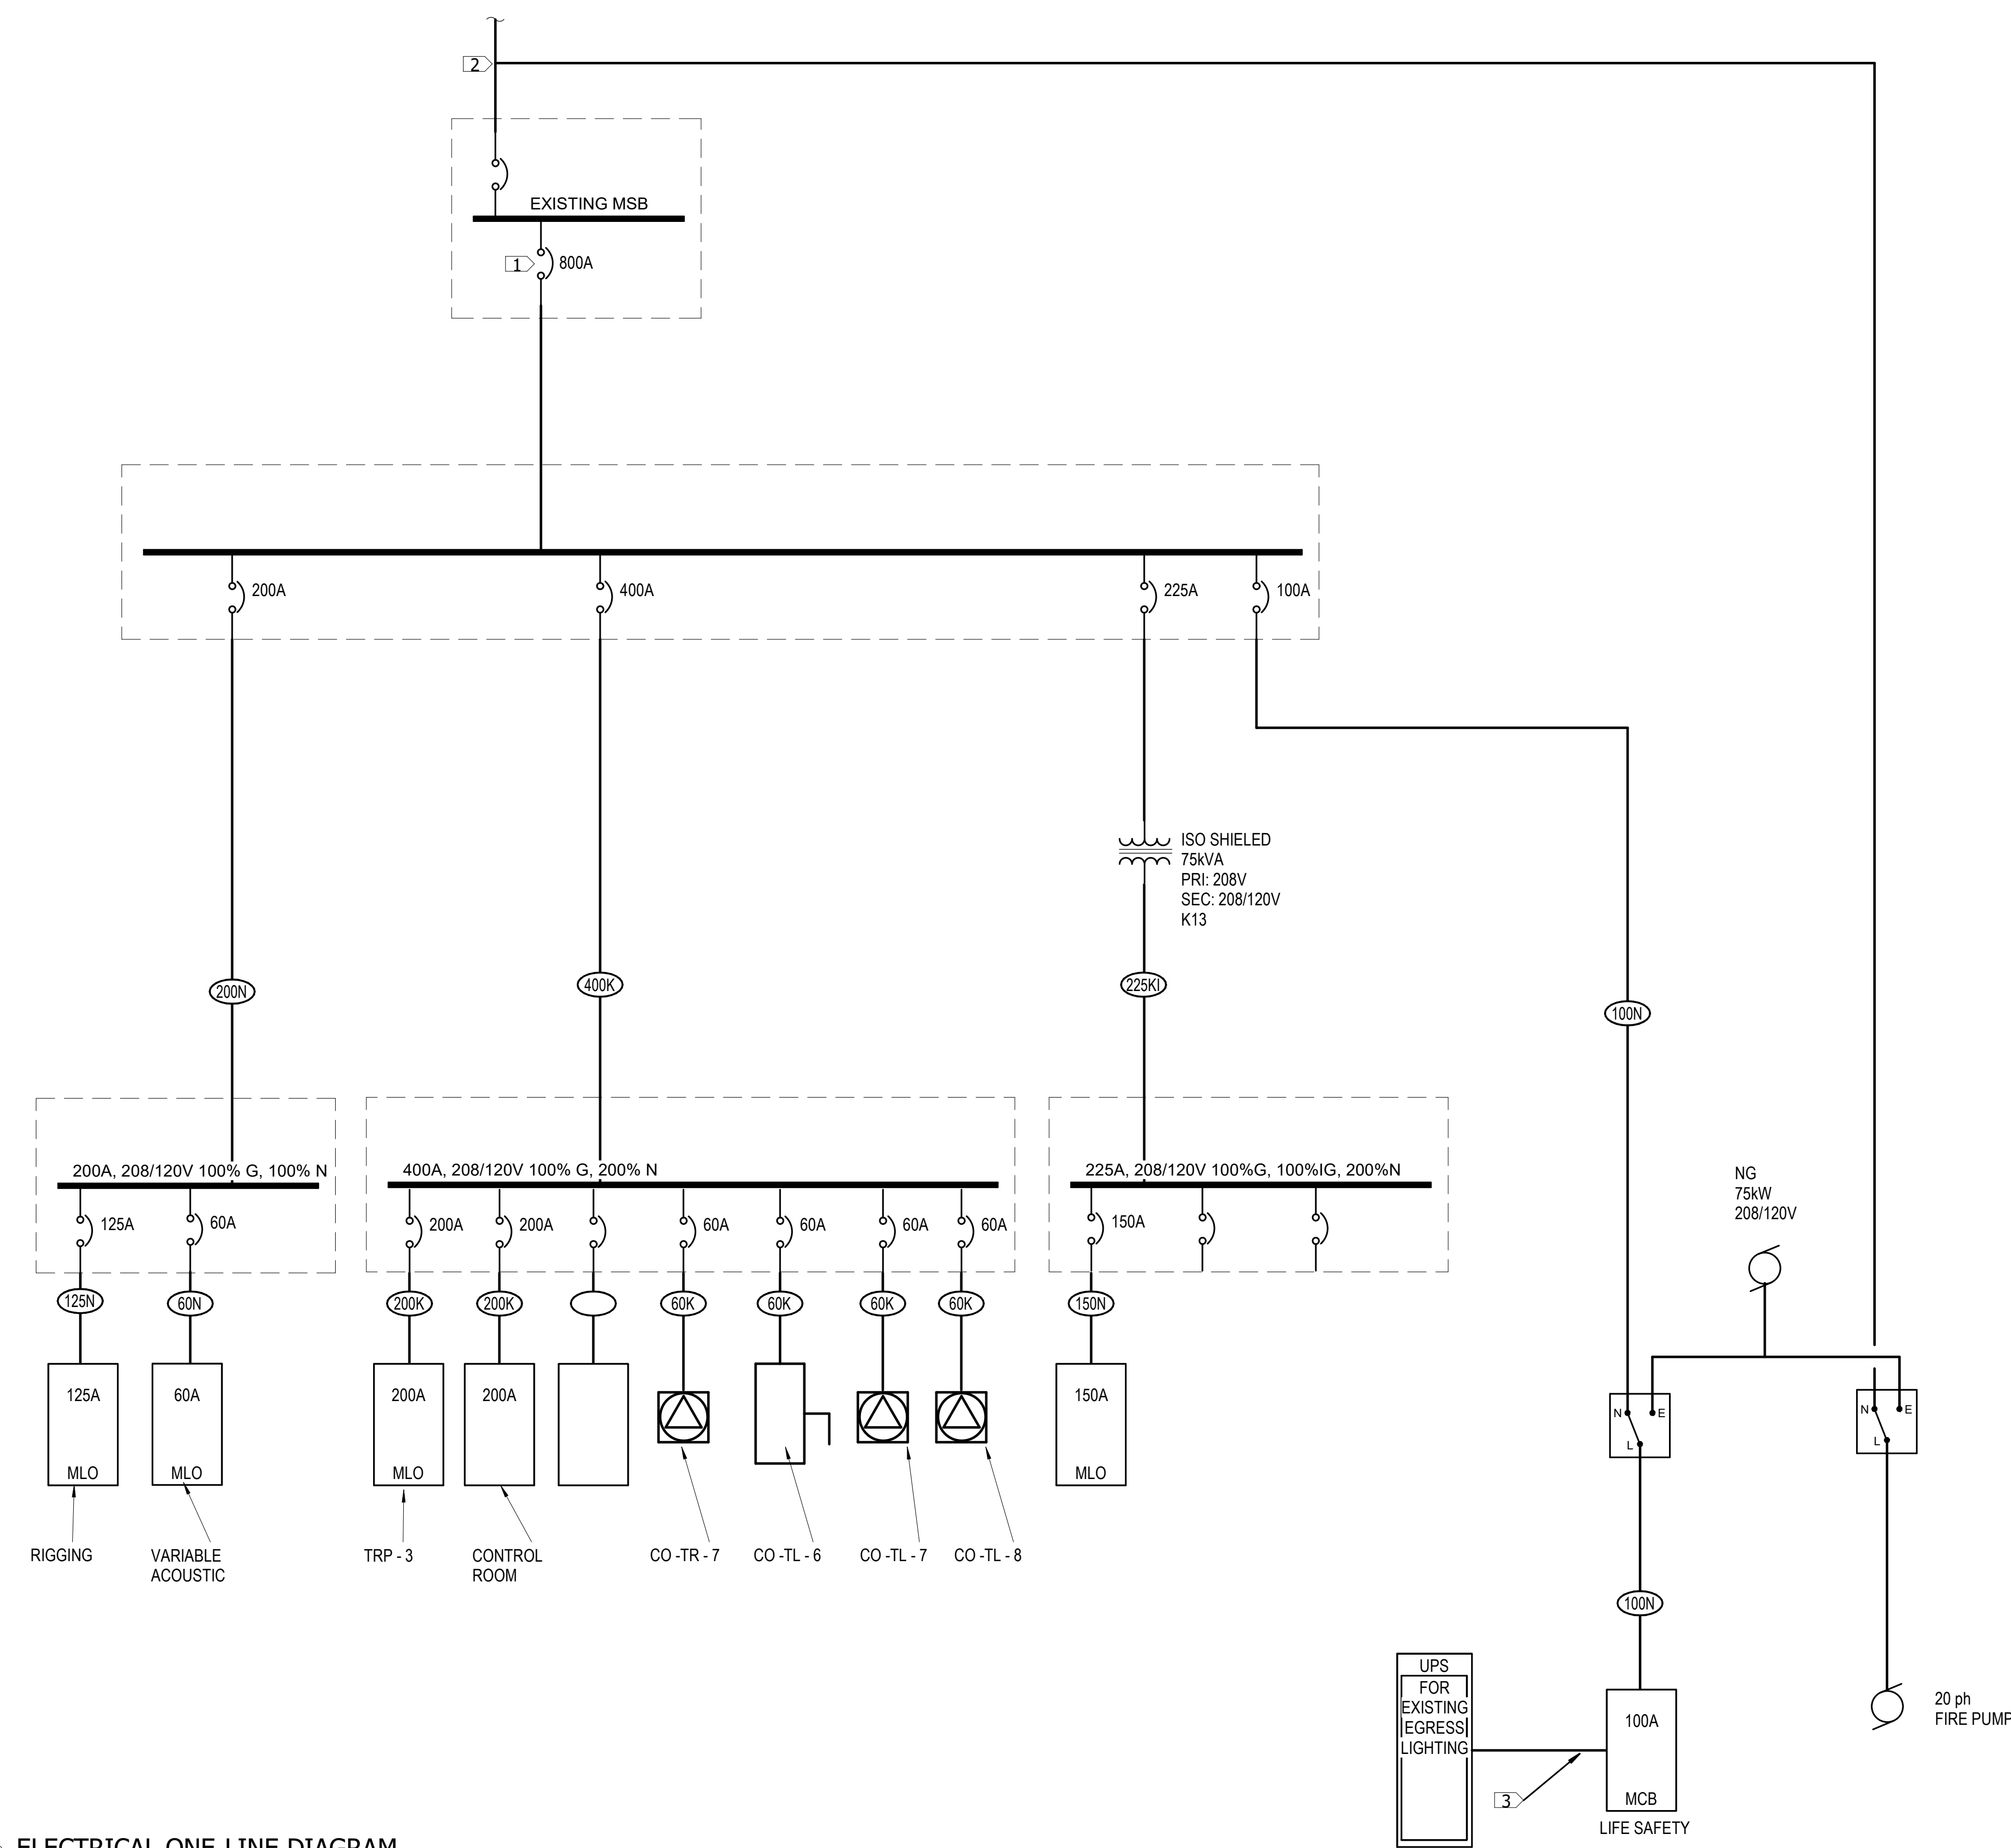 2
EXISTING MSB
1
800A
200A
400A
225A
100A
ISO SHIELED
75kVA
PRI: 208V
SEC: 208/120V
K13
200N
400K
225KI
100N
200A, 208/120V 100% G, 100% N
400A, 208/120V 100% G, 200% N
225A, 208/120V 100%G, 100%IG, 200%N
NG
75kW
208/120V
125A
60A
200A
200A
60A
60A
60A
60A
150A
125N
60N
200K
200K
60K
60K
60K
60K
150N
125A
MLO
60A
MLO
200A
MLO
200A
150A
MLO
N
E
L
N
E
L
RIGGING
VARIABLE
ACOUSTIC
TRP - 3
CONTROL
ROOM
CO -TR - 7
CO -TL - 6
CO -TL - 7
CO -TL - 8
100N
UPS
FOR
EXISTING
EGRESS
LIGHTING
3
100A
MCB
LIFE SAFETY
20 ph
FIRE PUMP
ELECTRICAL ONE-LINE DIAGRAM